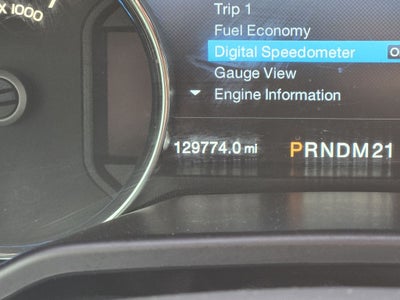 X 1000
Trip 1
Fuel Economy
Digital Speedometer
Gauge View
Engine Information
129774.0 mi
PRNDM21